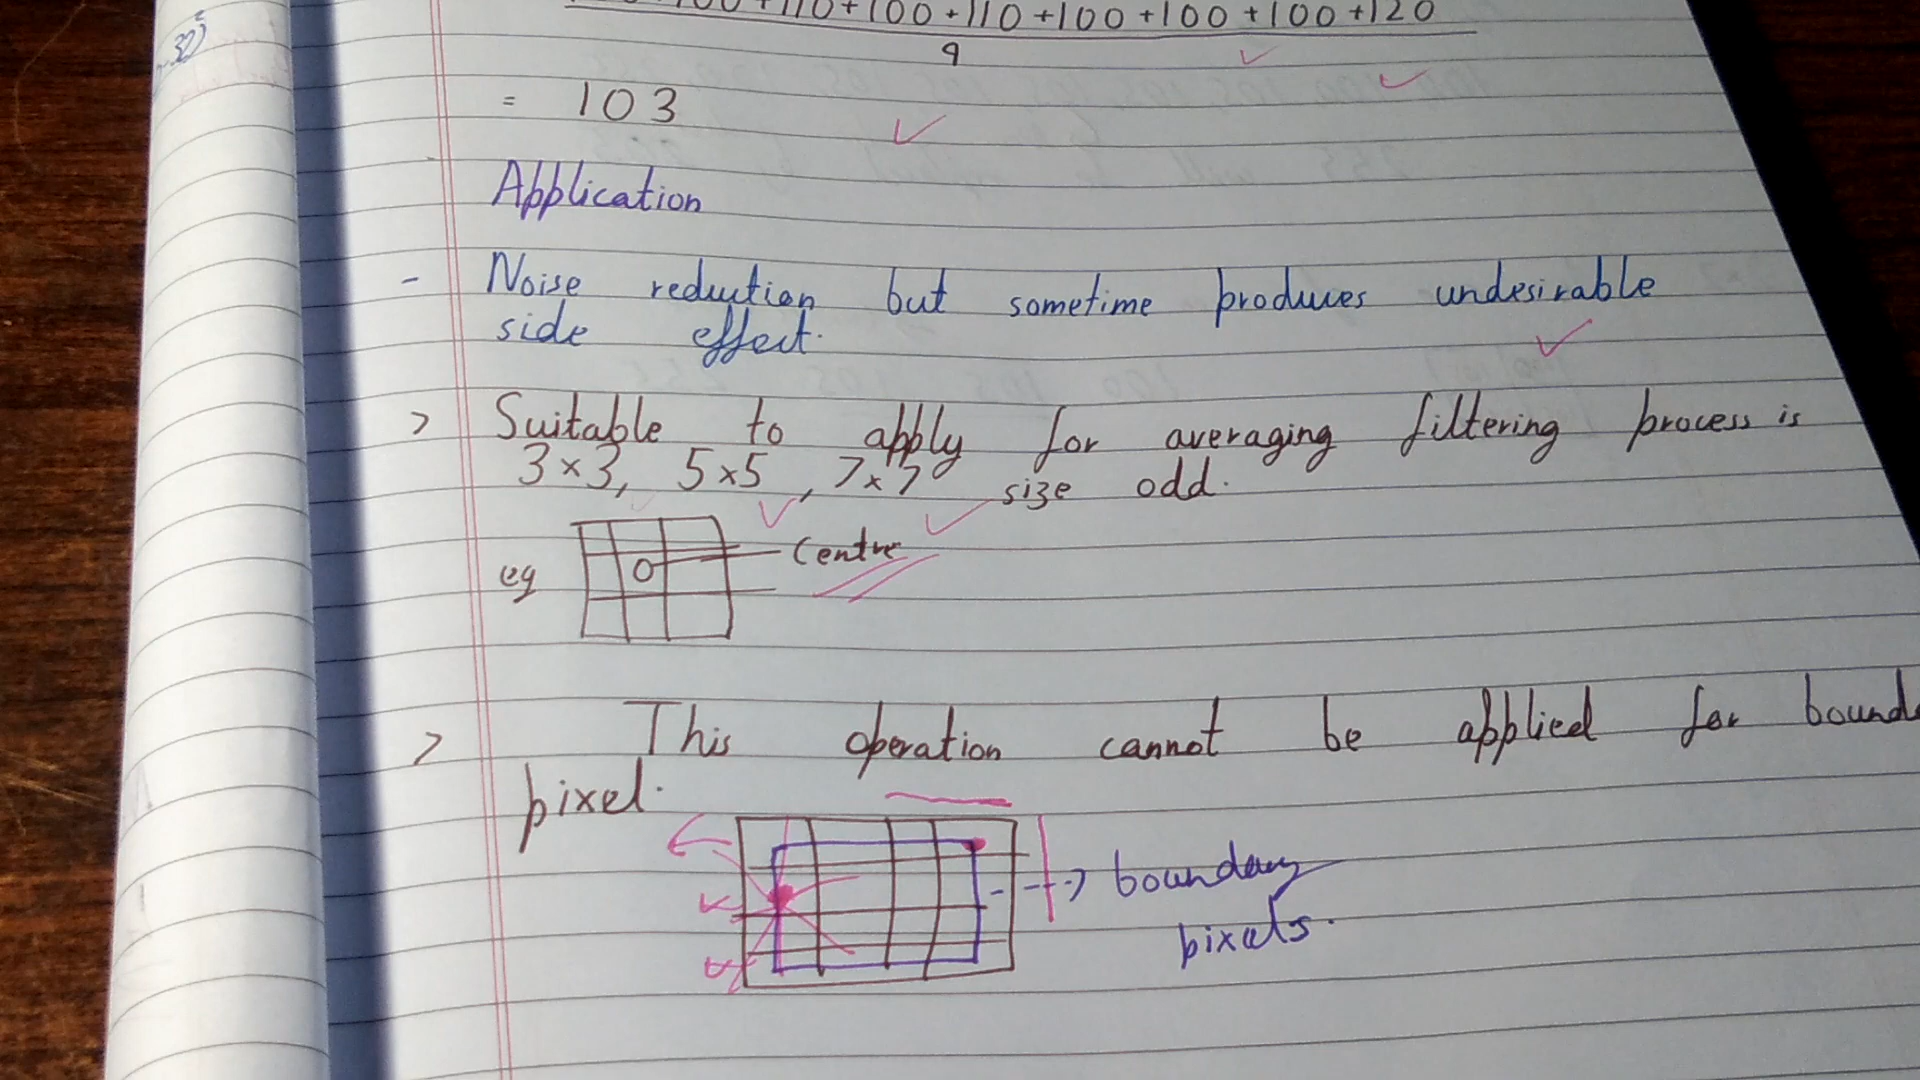 +110+100+110+100+100+100+120
9
= 103
Application
- Noise reduction but sometime produces undesirable
side effect.
> Suitable to apply for averaging filtering process is
3×3, 5×5, 7×7 size odd.
eg Centre
> This operation cannot be applied for bound
pixel.
boundary
pixels.